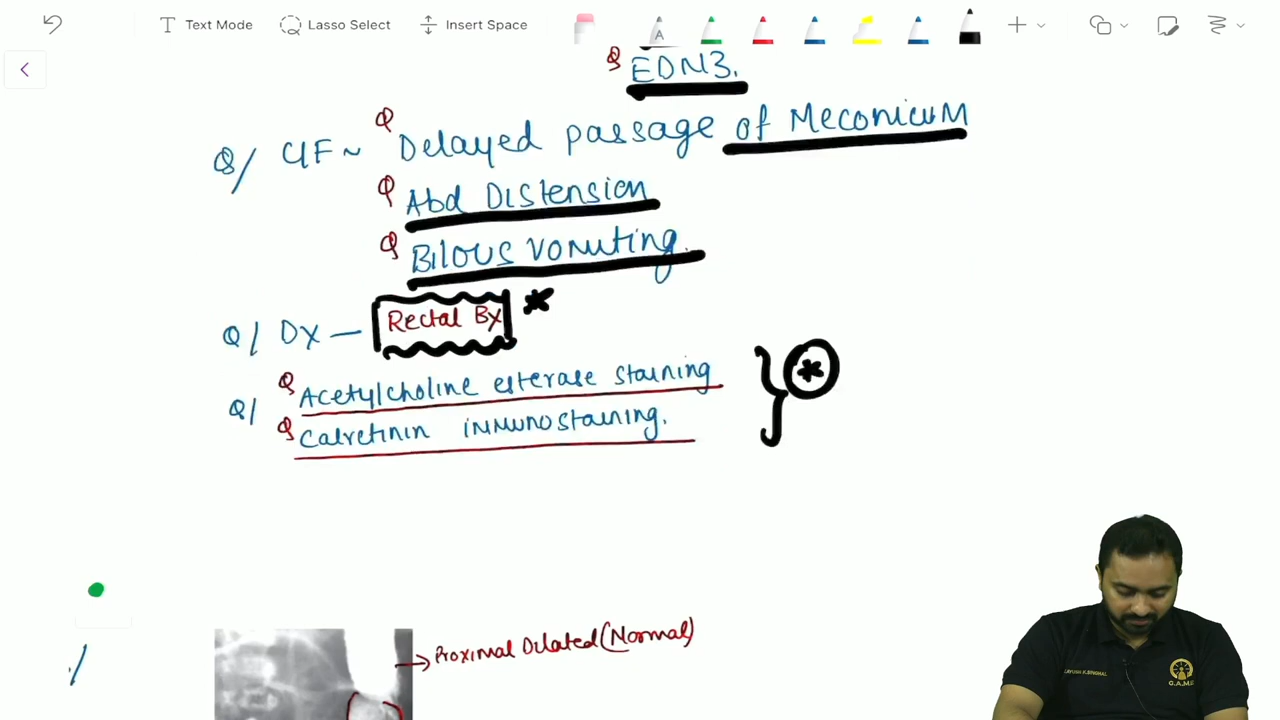 Text Mode
Lasso Select
Insert Space
A
Q EDN3.
Q/ C/F ~ Q Delayed passage of MeconiuM
Q Abd Distension
Q Bilous vomiting.
Q/ Dx — Rectal Bx *
Q Acetylcholine esterase staining
Q/ Q Calretinin immunostaining. } *
Proximal Dilated (Normal)
G.A.M.S